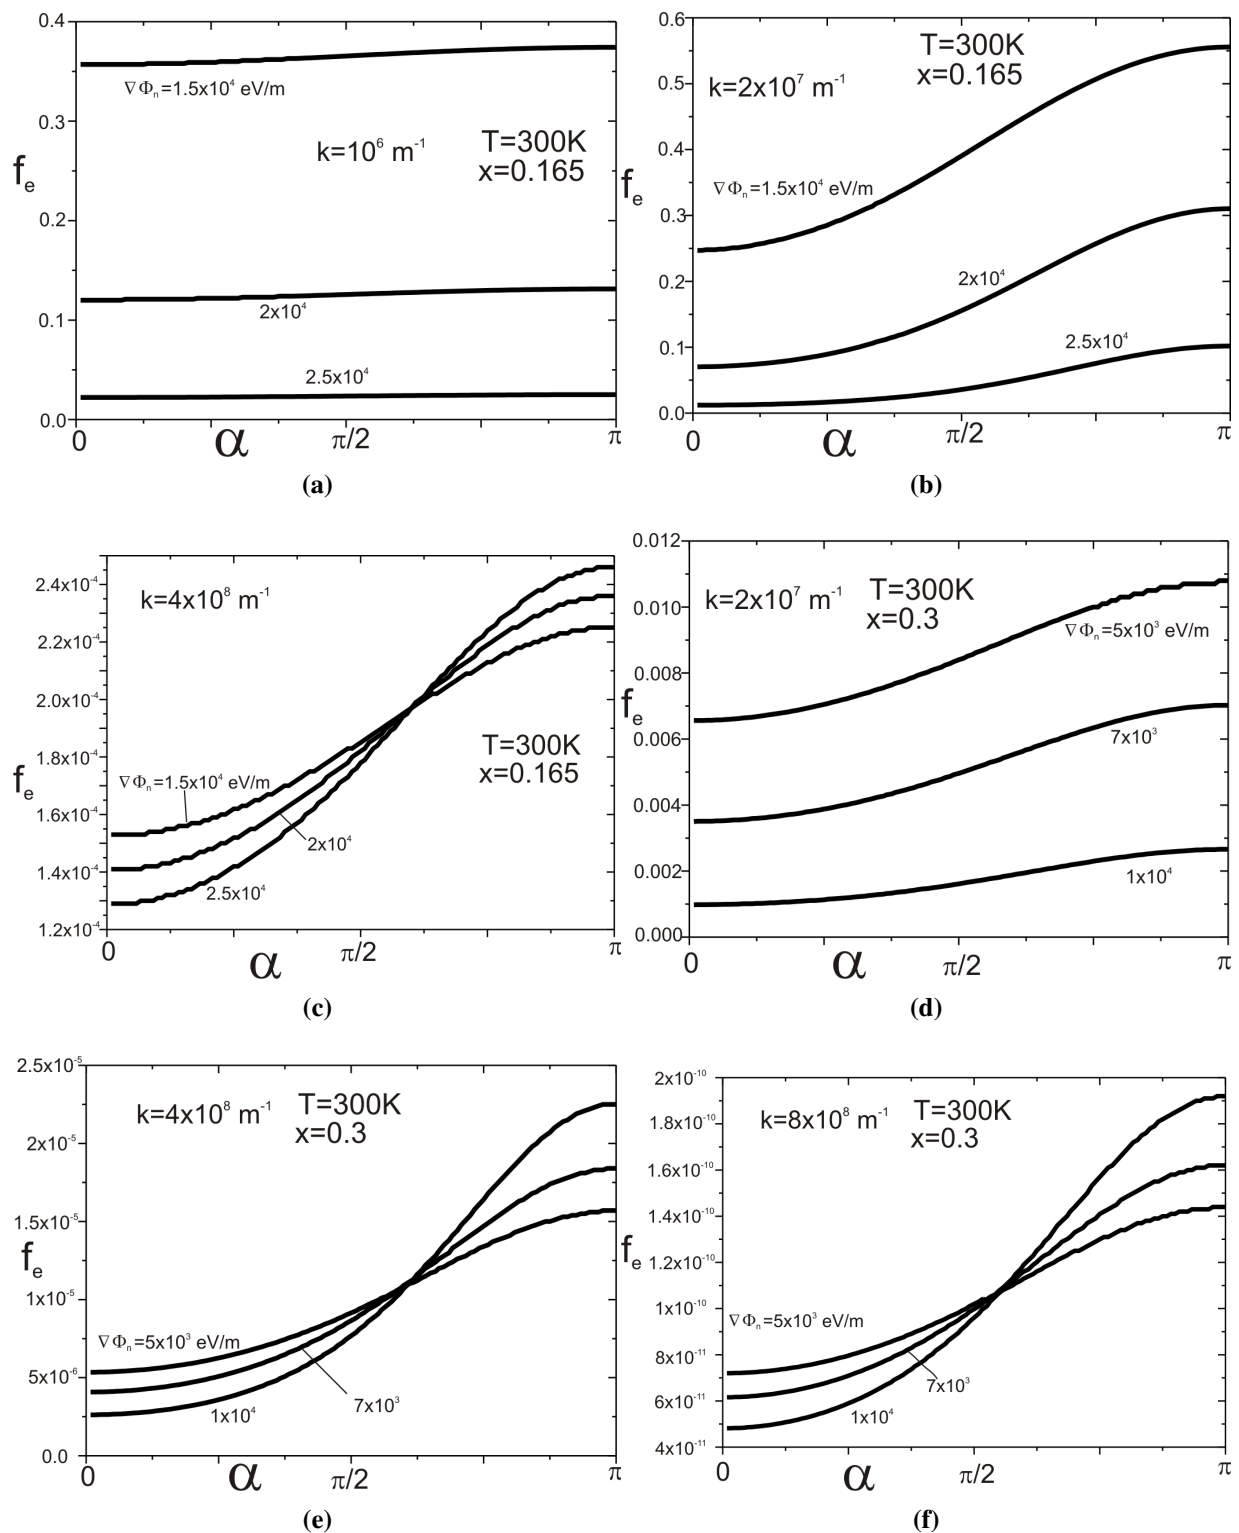 0.4
∇Φn=1.5x10⁴ eV/m
0.3
k=10⁶ m⁻¹
T=300K
x=0.165
fe
0.2
0.1
2x10⁴
2.5x10⁴
0.0
0
α
π/2
π
(a)
0.6
T=300K
x=0.165
0.5
k=2x10⁷ m⁻¹
0.4
∇Φn=1.5x10⁴ eV/m
fe
0.3
2x10⁴
0.2
2.5x10⁴
0.1
0.0
0
α
π/2
π
(b)
2.4x10⁻⁴
k=4x10⁸ m⁻¹
2.2x10⁻⁴
2.0x10⁻⁴
T=300K
x=0.165
1.8x10⁻⁴
fe
∇Φn=1.5x10⁴ eV/m
1.6x10⁻⁴
2x10⁴
1.4x10⁻⁴
2.5x10⁴
1.2x10⁻⁴
0
α
π/2
π
(c)
0.012
k=2x10⁷ m⁻¹
T=300K
x=0.3
0.010
∇Φn=5x10³ eV/m
0.008
fe
0.006
7x10³
0.004
0.002
1x10⁴
0.000
0
α
π/2
π
(d)
2.5x10⁻⁵
k=4x10⁸ m⁻¹
T=300K
x=0.3
2x10⁻⁵
1.5x10⁻⁵
fe
1x10⁻⁵
∇Φn=5x10³ eV/m
5x10⁻⁶
7x10³
1x10⁴
0.0
0
α
π/2
π
(e)
2x10⁻¹⁰
k=8x10⁸ m⁻¹
T=300K
x=0.3
1.8x10⁻¹⁰
1.6x10⁻¹⁰
1.4x10⁻¹⁰
fe
1.2x10⁻¹⁰
1x10⁻¹⁰
∇Φn=5x10³ eV/m
8x10⁻¹¹
7x10³
6x10⁻¹¹
1x10⁴
4x10⁻¹¹
0
α
π/2
π
(f)